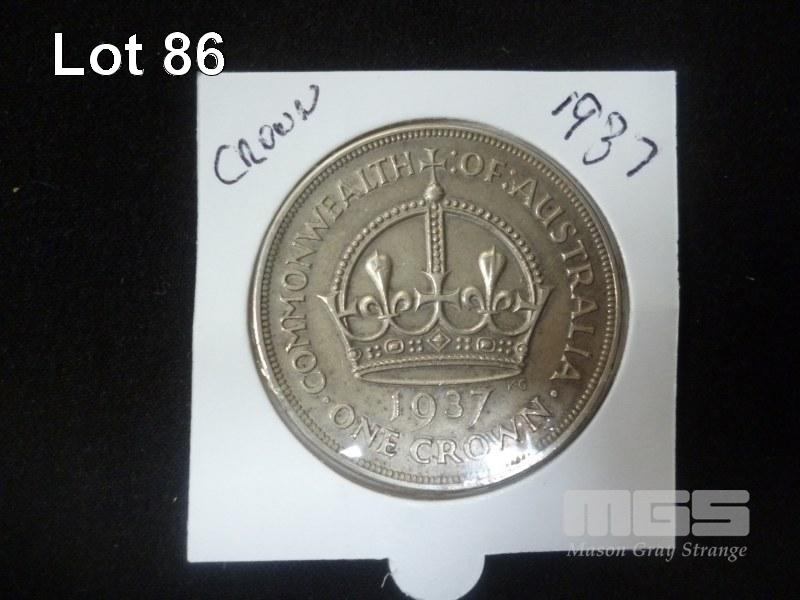 Lot 86
CROWN
1937
COMMONWEALTH :OF: AUSTRALIA
1937
KG
· ONE CROWN ·
MGS
Mason Gray Strange